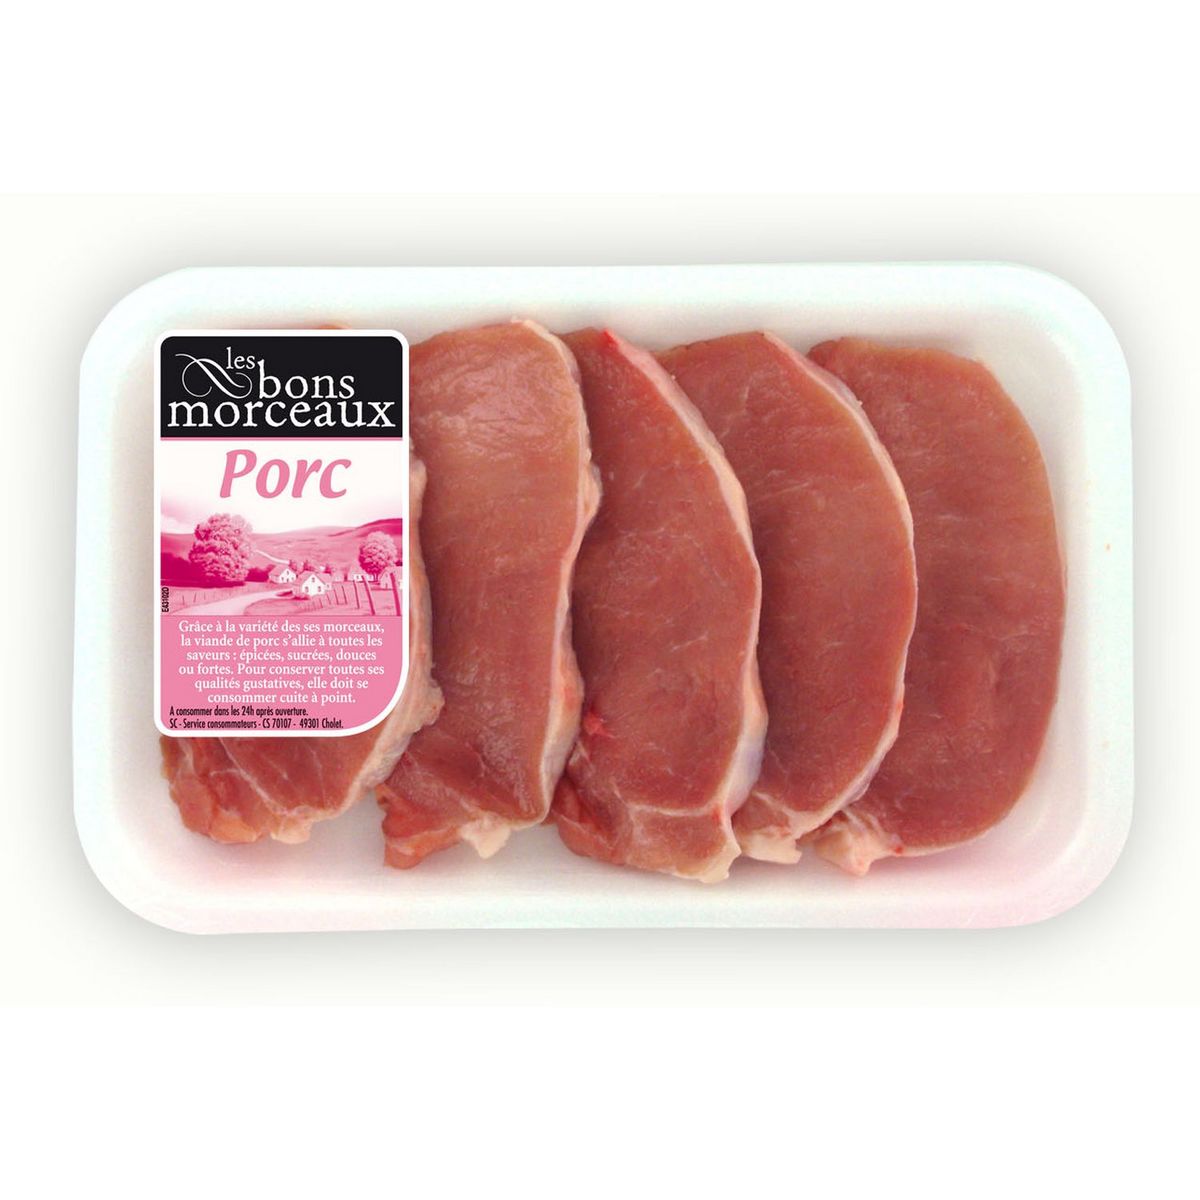 les
bons
morceaux
Porc
E43102D
Grâce à la variété des ses morceaux,
la viande de porc s'allie à toutes les
saveurs : épicées, sucrées, douces
ou fortes. Pour conserver toutes ses
qualités gustatives, elle doit se
consommer cuite à point.
A consommer dans les 24h après ouverture.
SC - Service consommateurs - CS 70107 - 49301 Cholet.